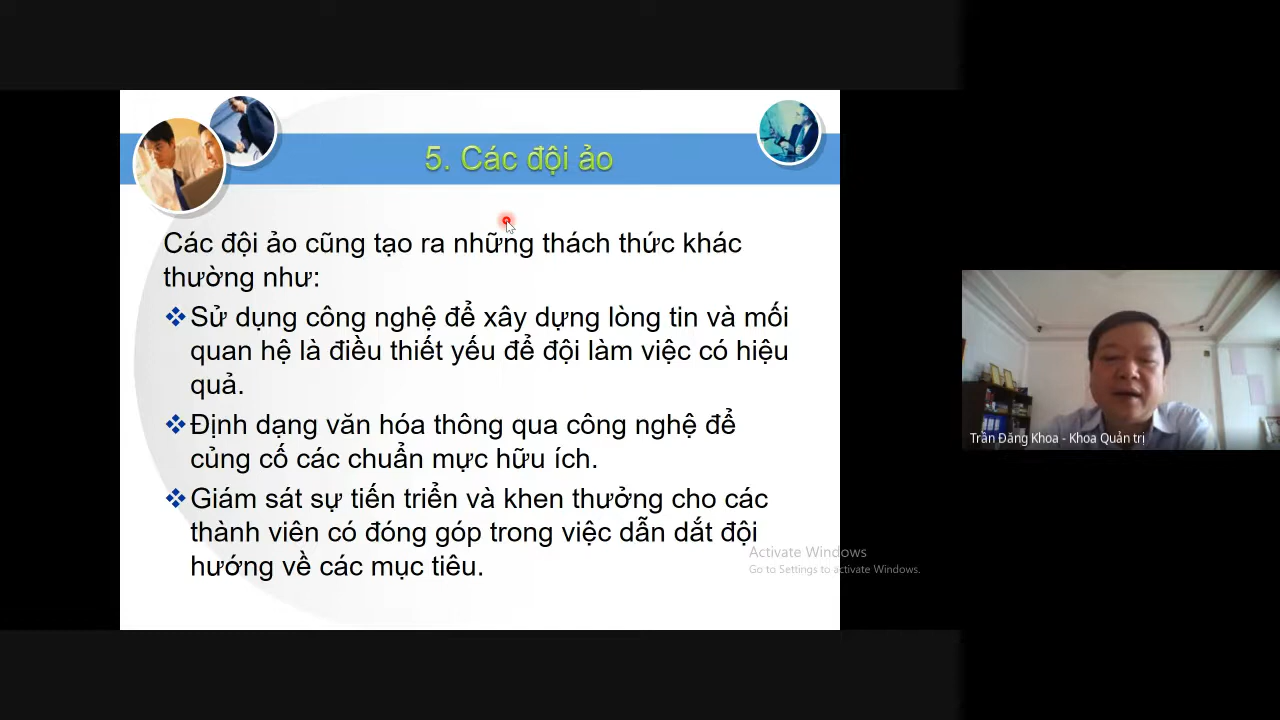 5. Các đội ảo
Các đội ảo cũng tạo ra những thách thức khác
thường như:
❖Sử dụng công nghệ để xây dựng lòng tin và mối
quan hệ là điều thiết yếu để đội làm việc có hiệu
quả.
❖Định dạng văn hóa thông qua công nghệ để
củng cố các chuẩn mực hữu ích.
❖Giám sát sự tiến triển và khen thưởng cho các
thành viên có đóng góp trong việc dẫn dắt đội
hướng về các mục tiêu.
Activate Windows
Go to Settings to activate Windows.
Trần Đăng Khoa - Khoa Quản trị